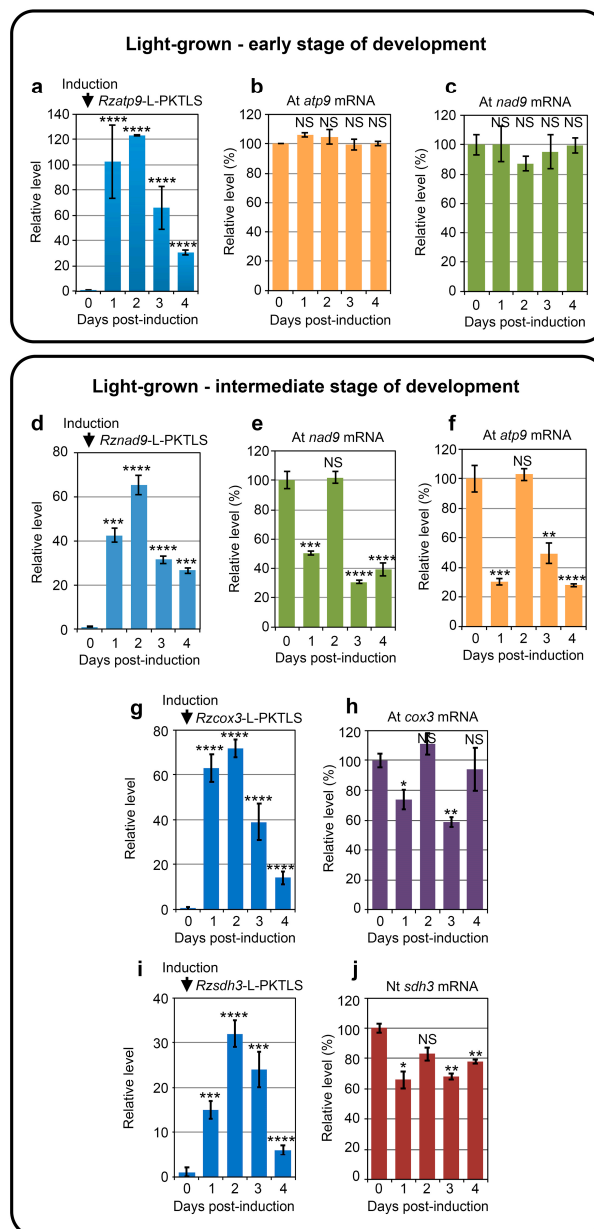 Light-grown - early stage of development
a
Induction
Rzatp9-L-PKTLS
Relative level
140
120
100
80
60
40
20
0
****
****
****
****
0 1 2 3 4
Days post-induction
b
At atp9 mRNA
Relative level (%)
120
100
80
60
40
20
0
NS NS NS NS
0 1 2 3 4
Days post-induction
c
At nad9 mRNA
Relative level (%)
120
100
80
60
40
20
0
NS NS NS NS
0 1 2 3 4
Days post-induction
Light-grown - intermediate stage of development
d
Induction
Rznad9-L-PKTLS
Relative level
80
60
40
20
0
***
****
****
***
0 1 2 3 4
Days post-induction
e
At nad9 mRNA
Relative level (%)
120
100
80
60
40
20
0
***
NS
****
****
0 1 2 3 4
Days post-induction
f
At atp9 mRNA
Relative level (%)
120
100
80
60
40
20
0
***
NS
**
****
0 1 2 3 4
Days post-induction
g
Induction
Rzcox3-L-PKTLS
Relative level
80
60
40
20
0
****
****
****
****
0 1 2 3 4
Days post-induction
h
At cox3 mRNA
Relative level (%)
120
100
80
60
40
20
0
*
NS
**
NS
0 1 2 3 4
Days post-induction
i
Induction
Rzsdh3-L-PKTLS
Relative level
40
30
20
10
0
***
****
***
****
0 1 2 3 4
Days post-induction
j
Nt sdh3 mRNA
Relative level (%)
120
100
80
60
40
20
0
*
NS
**
**
0 1 2 3 4
Days post-induction